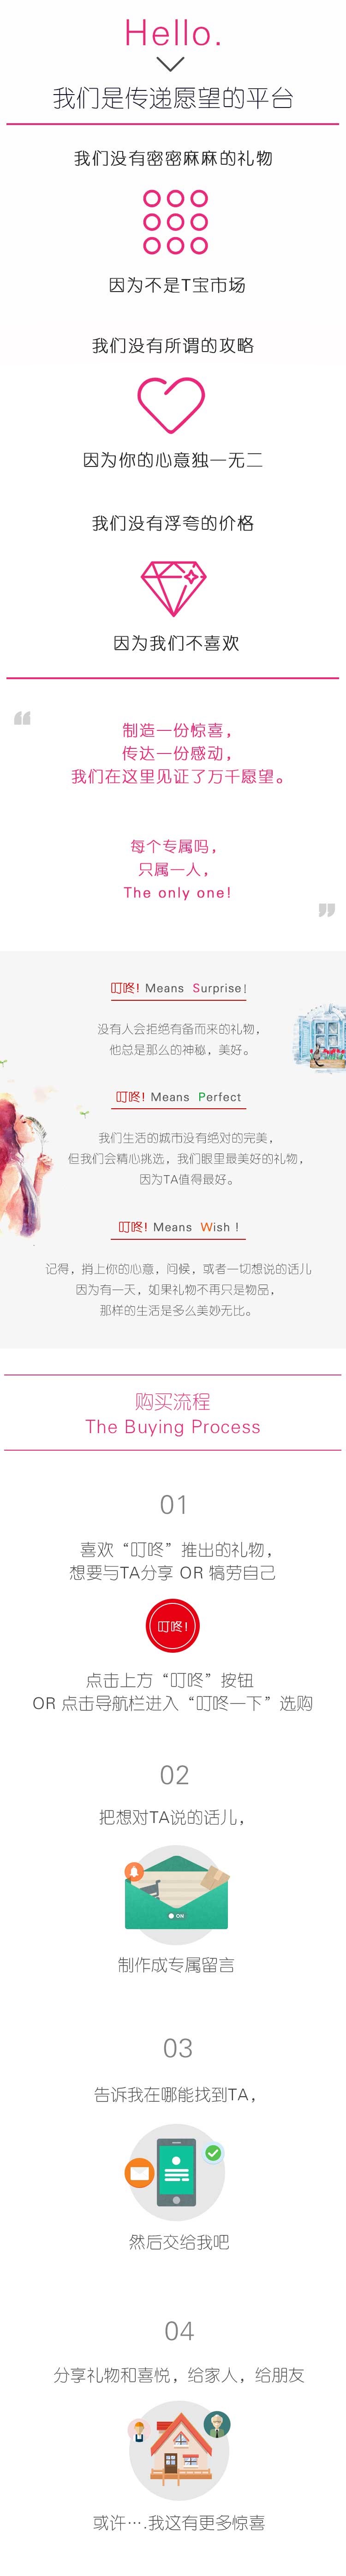 Hello.
我们是传递愿望的平台
我们没有密密麻麻的礼物
因为不是T宝市场
我们没有所谓的攻略
因为你的心意独一无二
我们没有浮夸的价格
因为我们不喜欢
“
制造一份惊喜，
传达一份感动，
我们在这里见证了万千愿望。
每个专属吗，
只属一人，
The only one!
”
叮咚! Means Surprise!
没有人会拒绝有备而来的礼物，
他总是那么的神秘，美好。
叮咚! Means Perfect
我们生活的城市没有绝对的完美，
但我们会精心挑选，我们眼里最美好的礼物，
因为TA值得最好。
叮咚! Means Wish !
记得，捎上你的心意，问候，或者一切想说的话儿
因为有一天，如果礼物不再只是物品，
那样的生活是多么美妙无比。
购买流程
The Buying Process
01
喜欢“叮咚”推出的礼物，
想要与TA分享 OR 犒劳自己
叮咚!
点击上方“叮咚”按钮
OR 点击导航栏进入“叮咚一下”选购
02
把想对TA说的话儿，
ON
制作成专属留言
03
告诉我在哪能找到TA，
然后交给我吧
04
分享礼物和喜悦，给家人，给朋友
或许….我这有更多惊喜